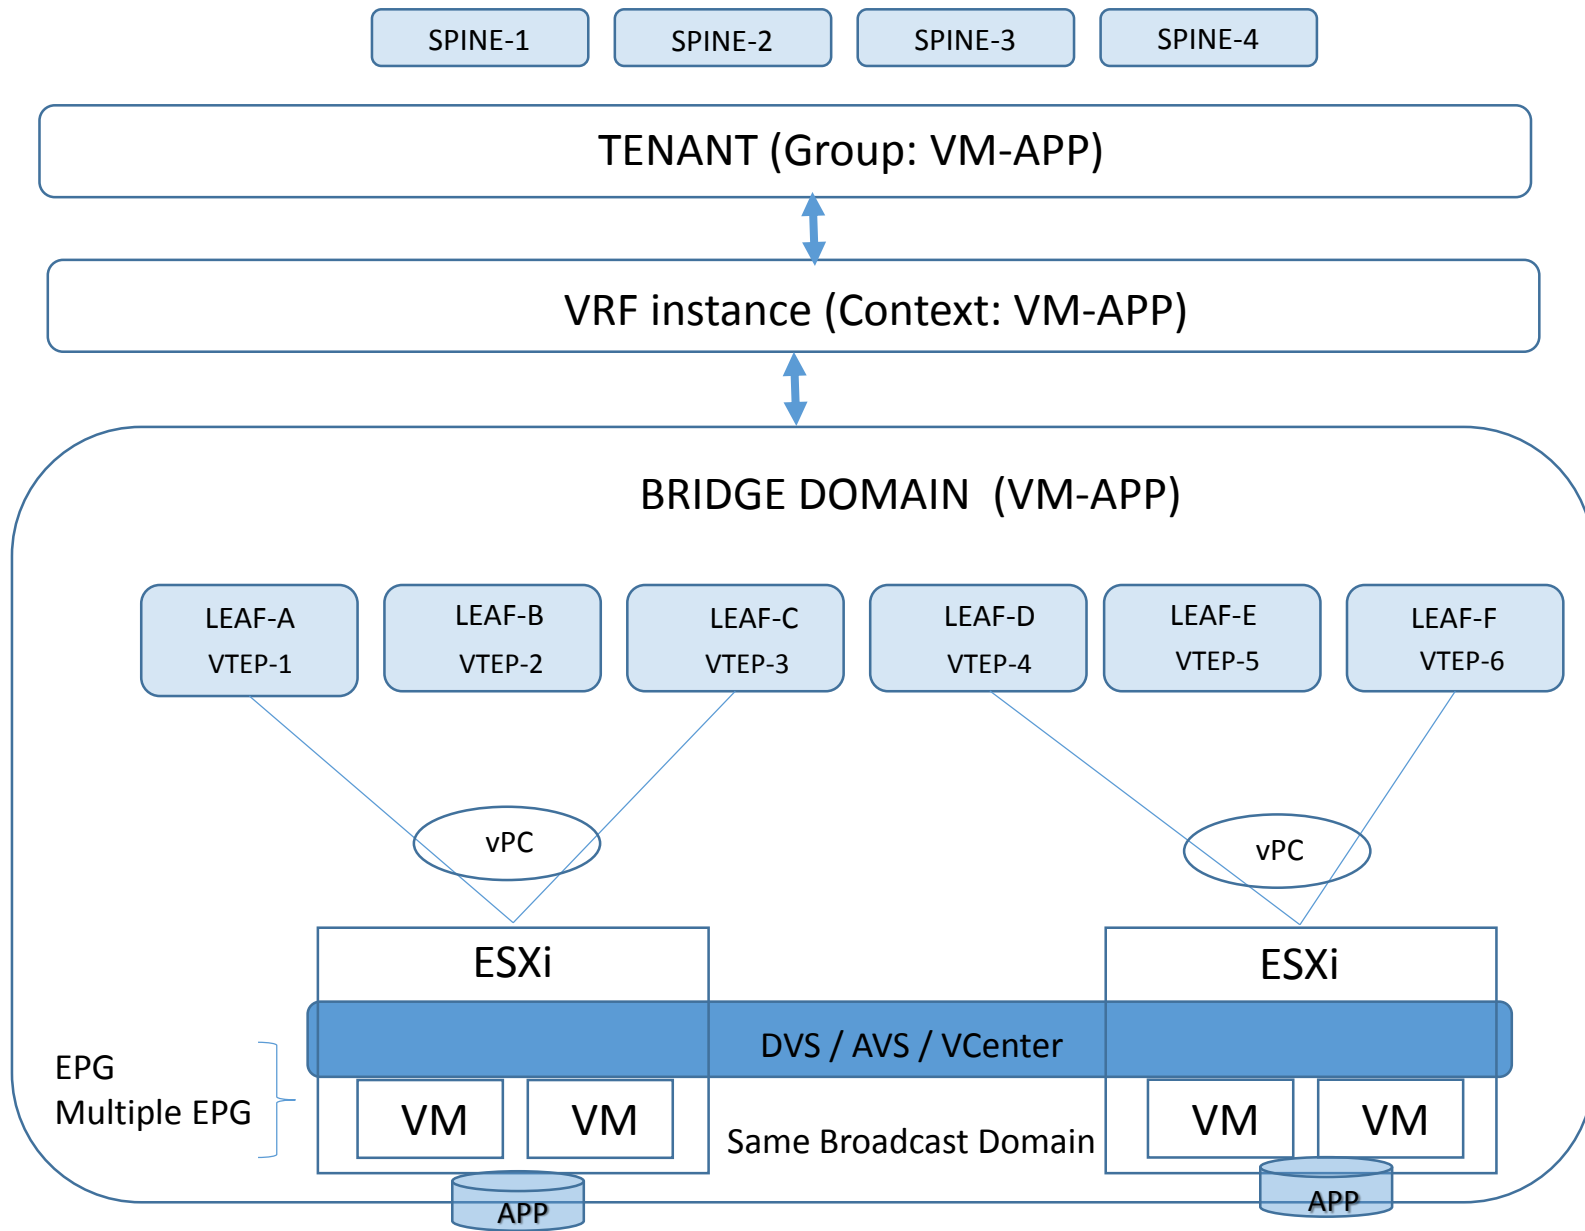 SPINE-1
SPINE-2
SPINE-3
SPINE-4
TENANT (Group: VM-APP)
VRF instance (Context: VM-APP)
BRIDGE DOMAIN (VM-APP)
LEAF-A
VTEP-1
LEAF-B
VTEP-2
LEAF-C
VTEP-3
LEAF-D
VTEP-4
LEAF-E
VTEP-5
LEAF-F
VTEP-6
vPC
vPC
ESXi
ESXi
DVS / AVS / VCenter
EPG
Multiple EPG
VM
VM
VM
VM
Same Broadcast Domain
APP
APP